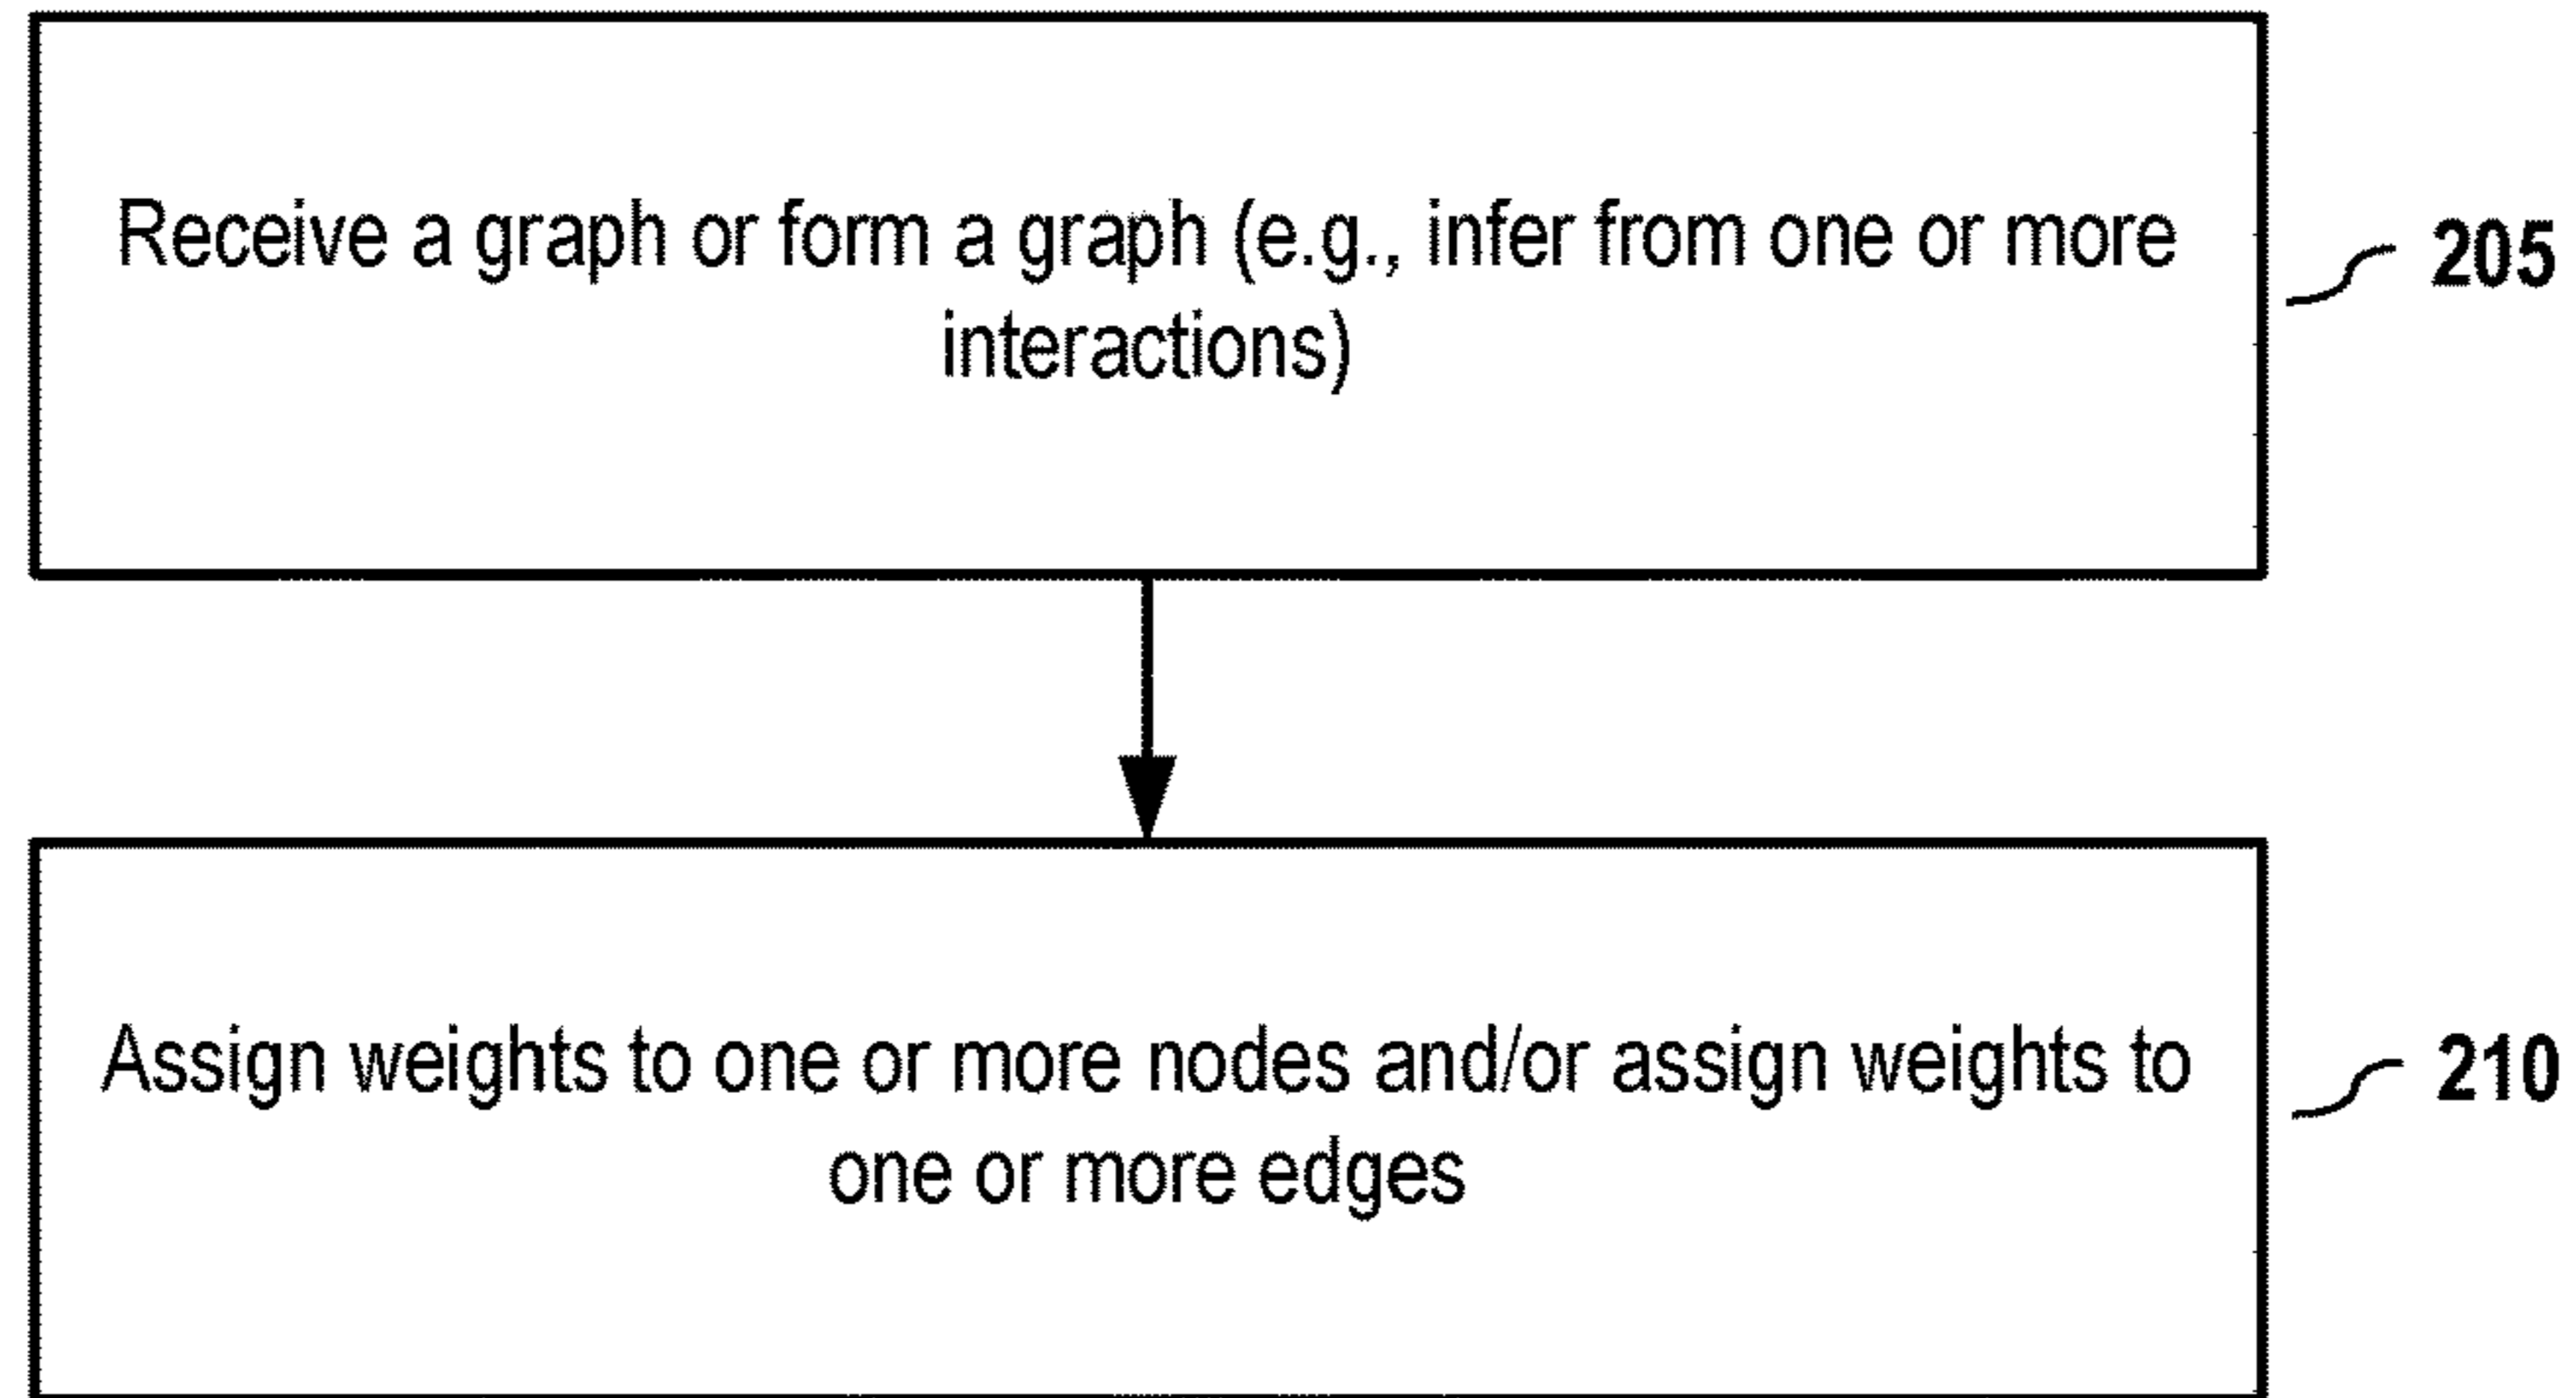 Receive a graph or form a graph (e.g., infer from one or more
interactions)
205
Assign weights to one or more nodes and/or assign weights to
one or more edges
210